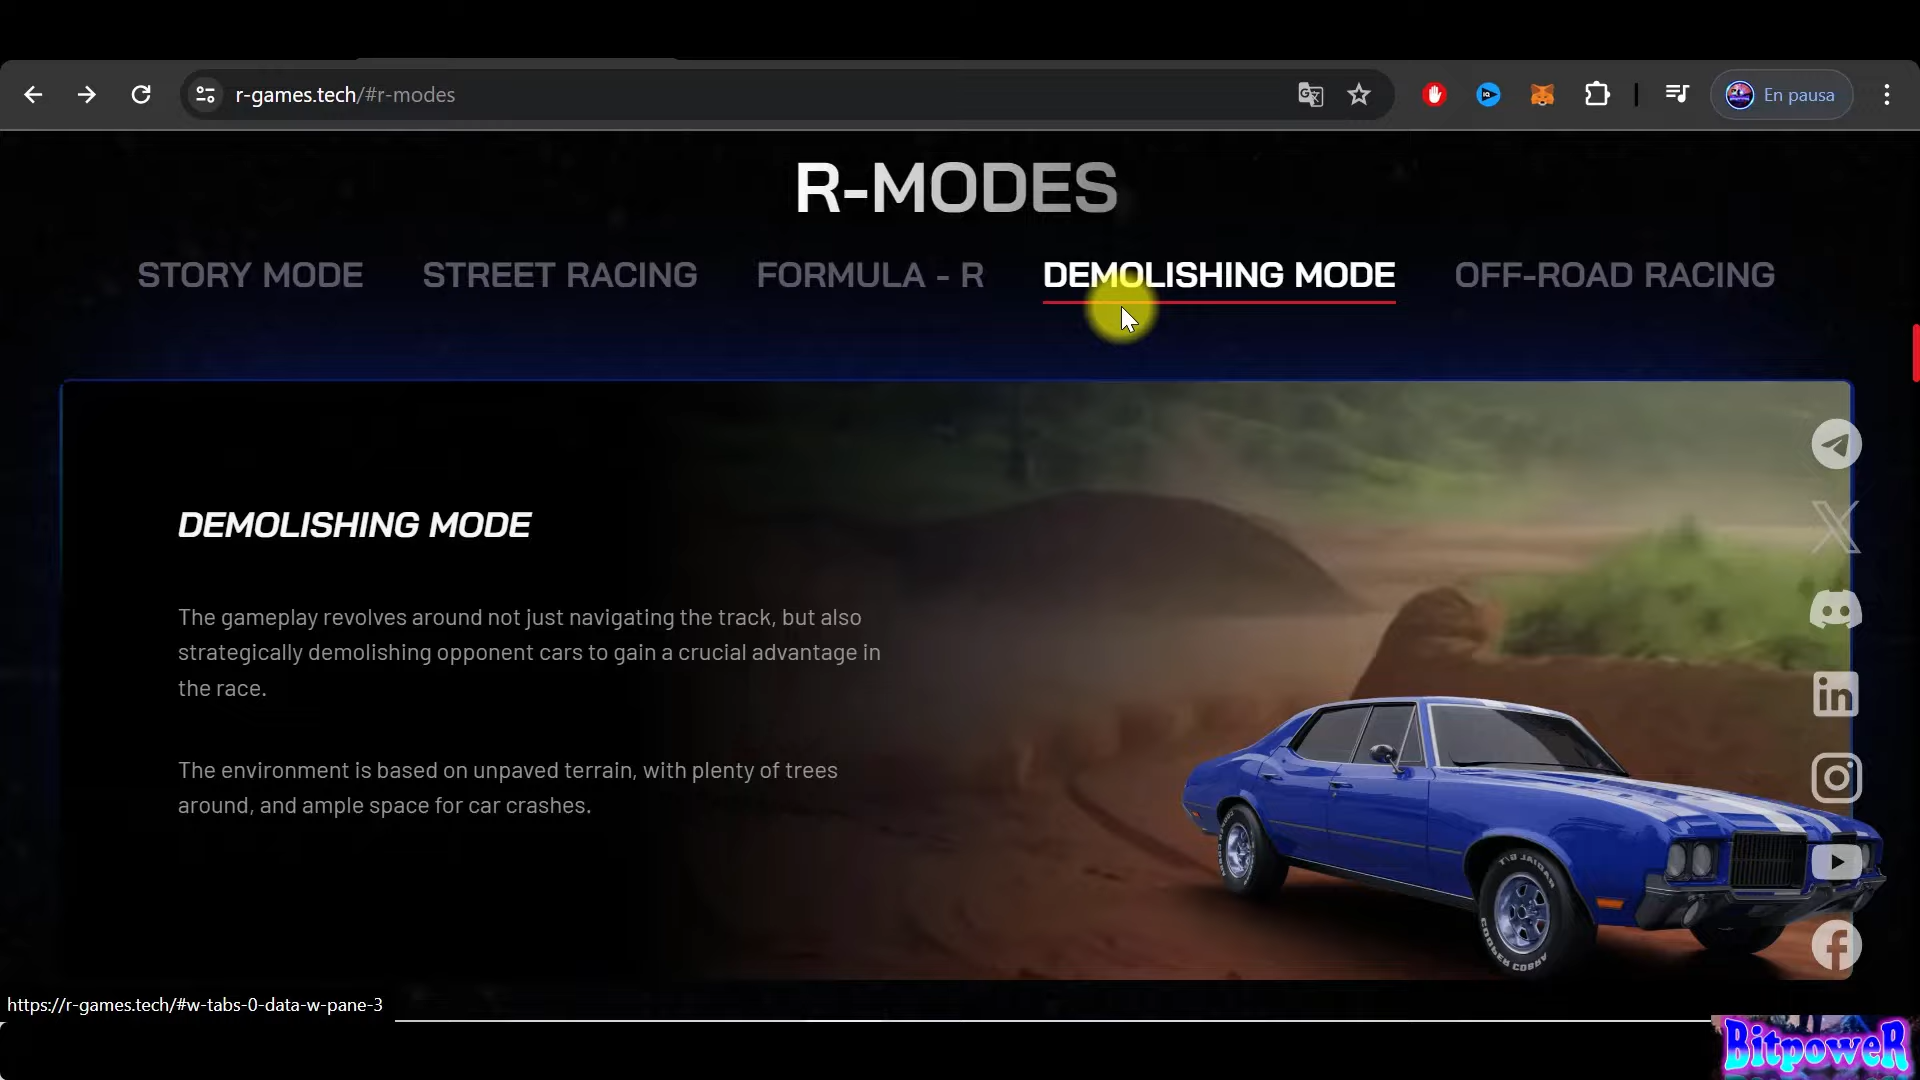 r-games.tech/#r-modes
En pausa
R-MODES
STORY MODE STREET RACING FORMULA - R DEMOLISHING MODE OFF-ROAD RACING
DEMOLISHING MODE
The gameplay revolves around not just navigating the track, but also
strategically demolishing opponent cars to gain a crucial advantage in
the race.
The environment is based on unpaved terrain, with plenty of trees
around, and ample space for car crashes.
https://r-games.tech/#w-tabs-0-data-w-pane-3
BitpoweR